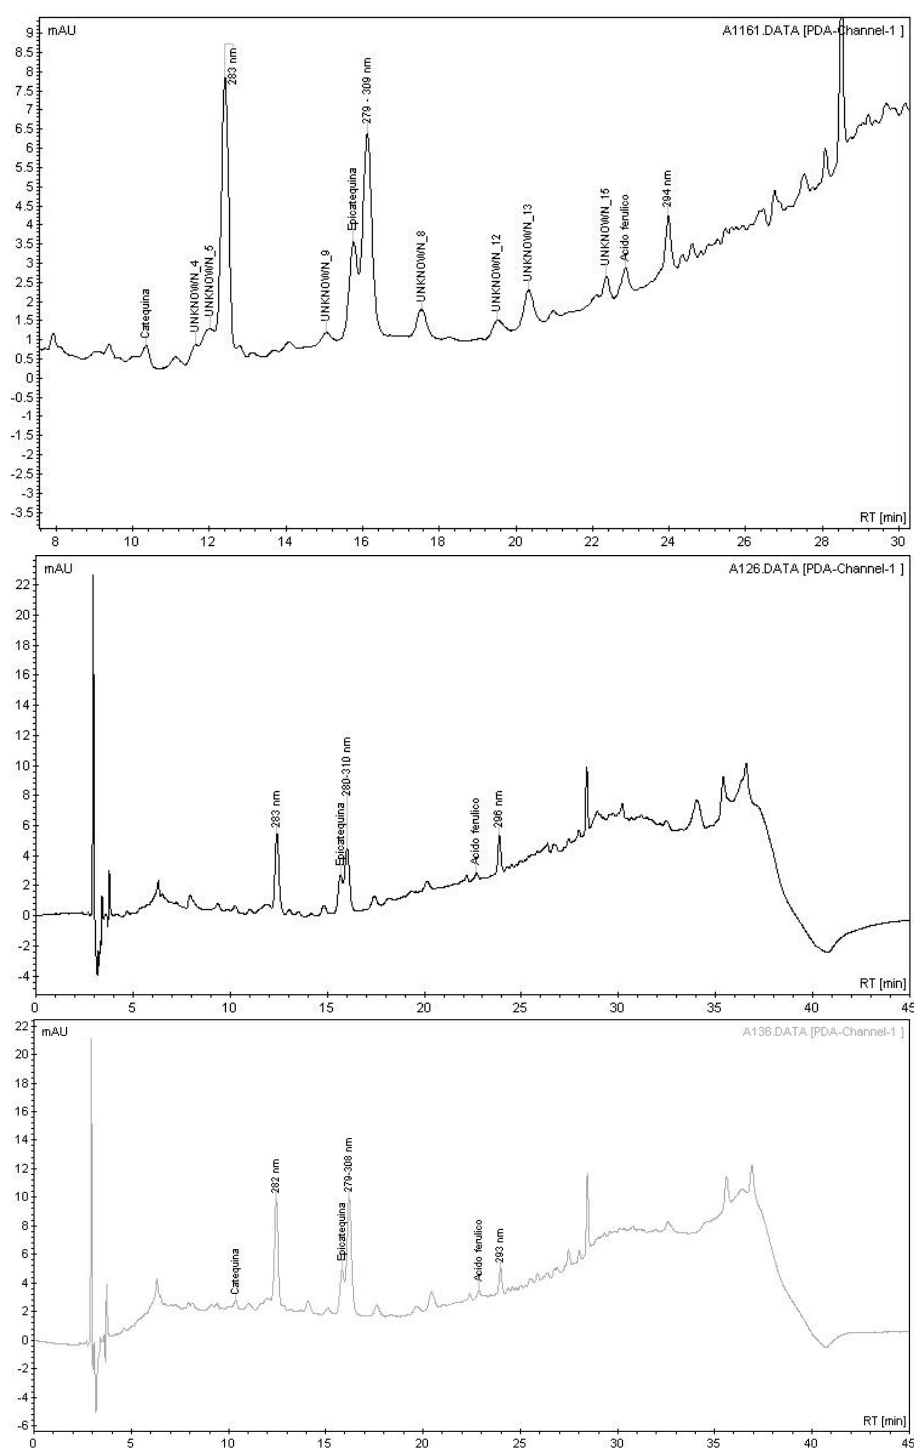 mAU
A1161.DATA [PDA-Channel-1 ]
9
8.5
8
7.5
7
6.5
6
5.5
5
4.5
4
3.5
3
2.5
2
1.5
1
0.5
0
-0.5
-1
-1.5
-2
-2.5
-3
-3.5
Catequina
UNKNOWN_4
UNKNOWN_5
283 nm
UNKNOWN_9
Epicatequina
279 - 309 nm
UNKNOWN_8
UNKNOWN_12
UNKNOWN_13
UNKNOWN_15
Acido ferulico
294 nm
RT [min]
8 10 12 14 16 18 20 22 24 26 28 30
mAU
A126.DATA [PDA-Channel-1 ]
22
20
18
16
14
12
10
8
6
4
2
0
-2
-4
283 nm
Epicatequina
280-310 nm
Acido ferulico
296 nm
RT [min]
0 5 10 15 20 25 30 35 40 45
mAU
A136.DATA [PDA-Channel-1 ]
22
20
18
16
14
12
10
8
6
4
2
0
-2
-4
-6
Catequina
282 nm
Epicatequina
279-308 nm
Acido ferulico
293 nm
RT [min]
0 5 10 15 20 25 30 35 40 45